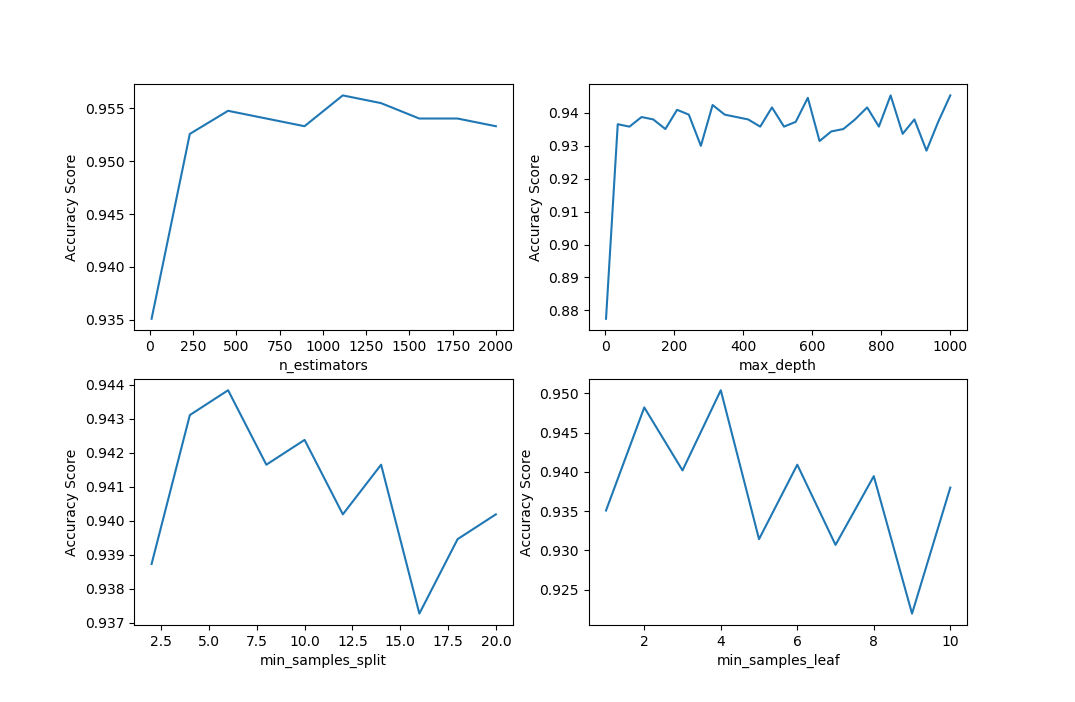 Accuracy Score
0.955
0.950
0.945
0.940
0.935
0 250 500 750 1000 1250 1500 1750 2000
n_estimators
Accuracy Score
0.94
0.93
0.92
0.91
0.90
0.89
0.88
0 200 400 600 800 1000
max_depth
Accuracy Score
0.944
0.943
0.942
0.941
0.940
0.939
0.938
0.937
2.5 5.0 7.5 10.0 12.5 15.0 17.5 20.0
min_samples_split
Accuracy Score
0.950
0.945
0.940
0.935
0.930
0.925
2 4 6 8 10
min_samples_leaf